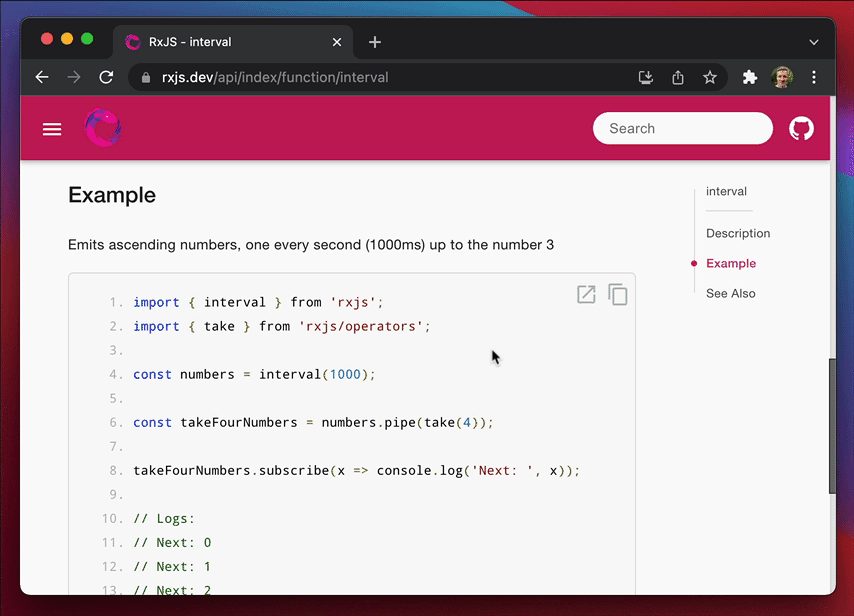 RxJS - interval
rxjs.dev/api/index/function/interval
Search
Example
Emits ascending numbers, one every second (1000ms) up to the number 3
1. import { interval } from 'rxjs';
2. import { take } from 'rxjs/operators';
3.
4. const numbers = interval(1000);
5.
6. const takeFourNumbers = numbers.pipe(take(4));
7.
8. takeFourNumbers.subscribe(x => console.log('Next: ', x));
9.
10. // Logs:
11. // Next: 0
12. // Next: 1
13. // Next: 2
interval
Description
Example
See Also